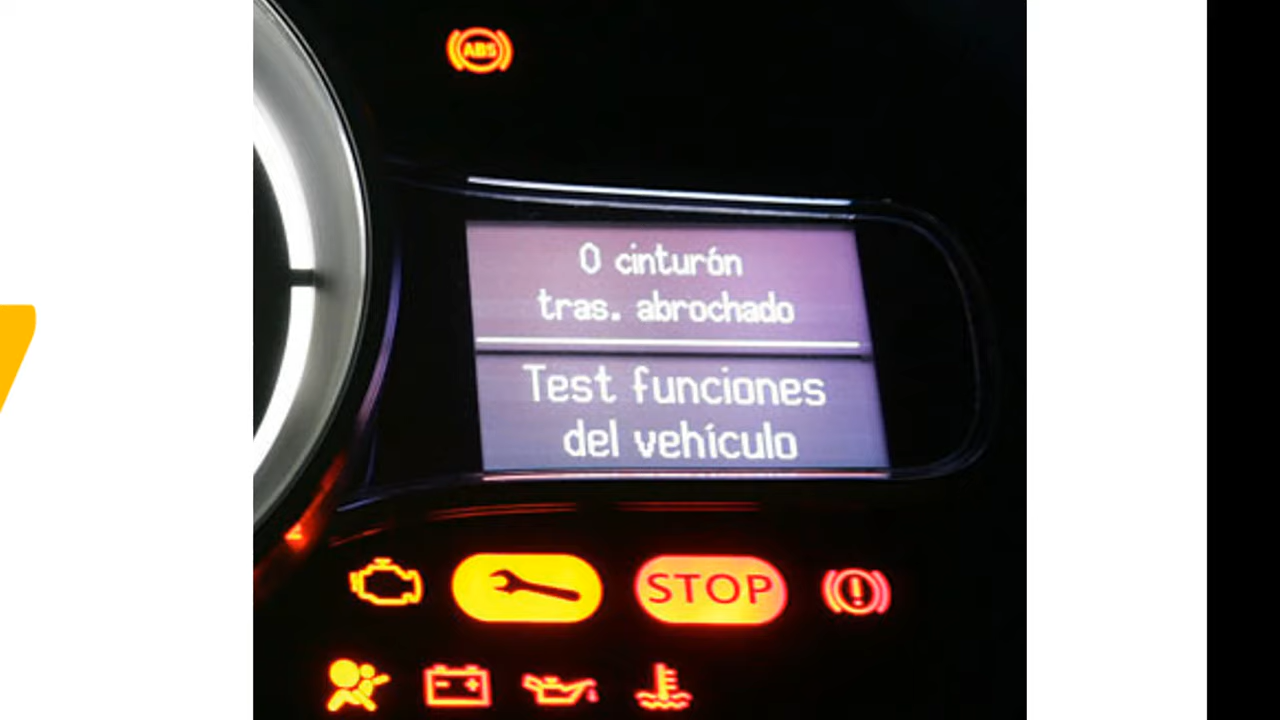 ABS
0 cinturón
tras. abrochado
Test funciones
del vehículo
STOP